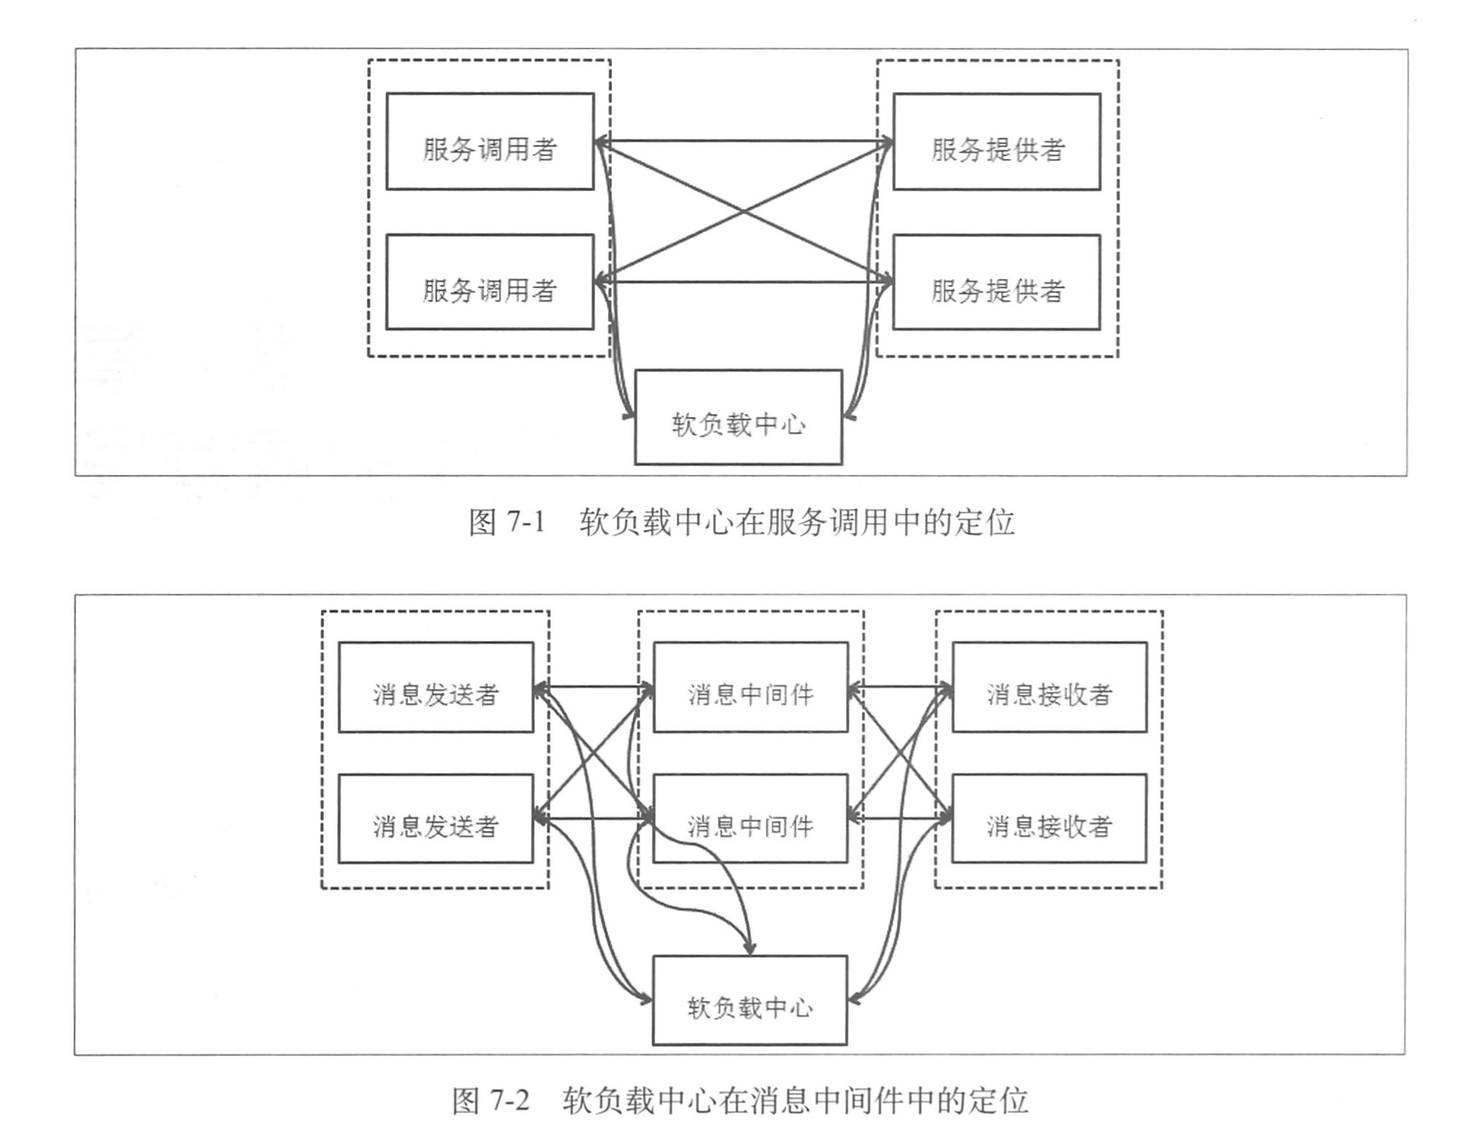 服务调用者 服务提供者
服务调用者 服务提供者
软负载中心
图 7-1 软负载中心在服务调用中的定位
消息发送者 消息中间件 消息接收者
消息发送者 消息中间件 消息接收者
软负载中心
图 7-2 软负载中心在消息中间件中的定位